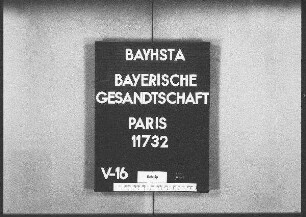 BAYHSTA
BAYERISCHE
GESANDTSCHAFT
PARIS
11732
V-16